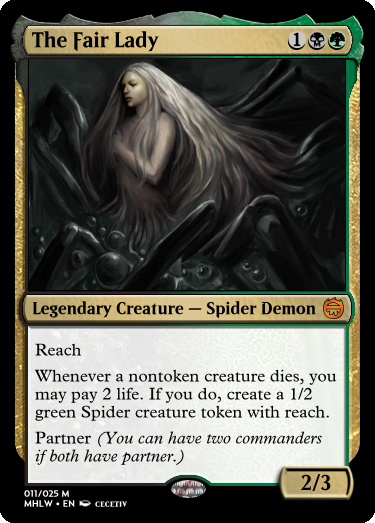 The Fair Lady 1
Legendary Creature — Spider Demon
Reach
Whenever a nontoken creature dies, you
may pay 2 life. If you do, create a 1/2
green Spider creature token with reach.
Partner (You can have two commanders
if both have partner.)
2/3
011/025 M
MHLW • EN CECETIV